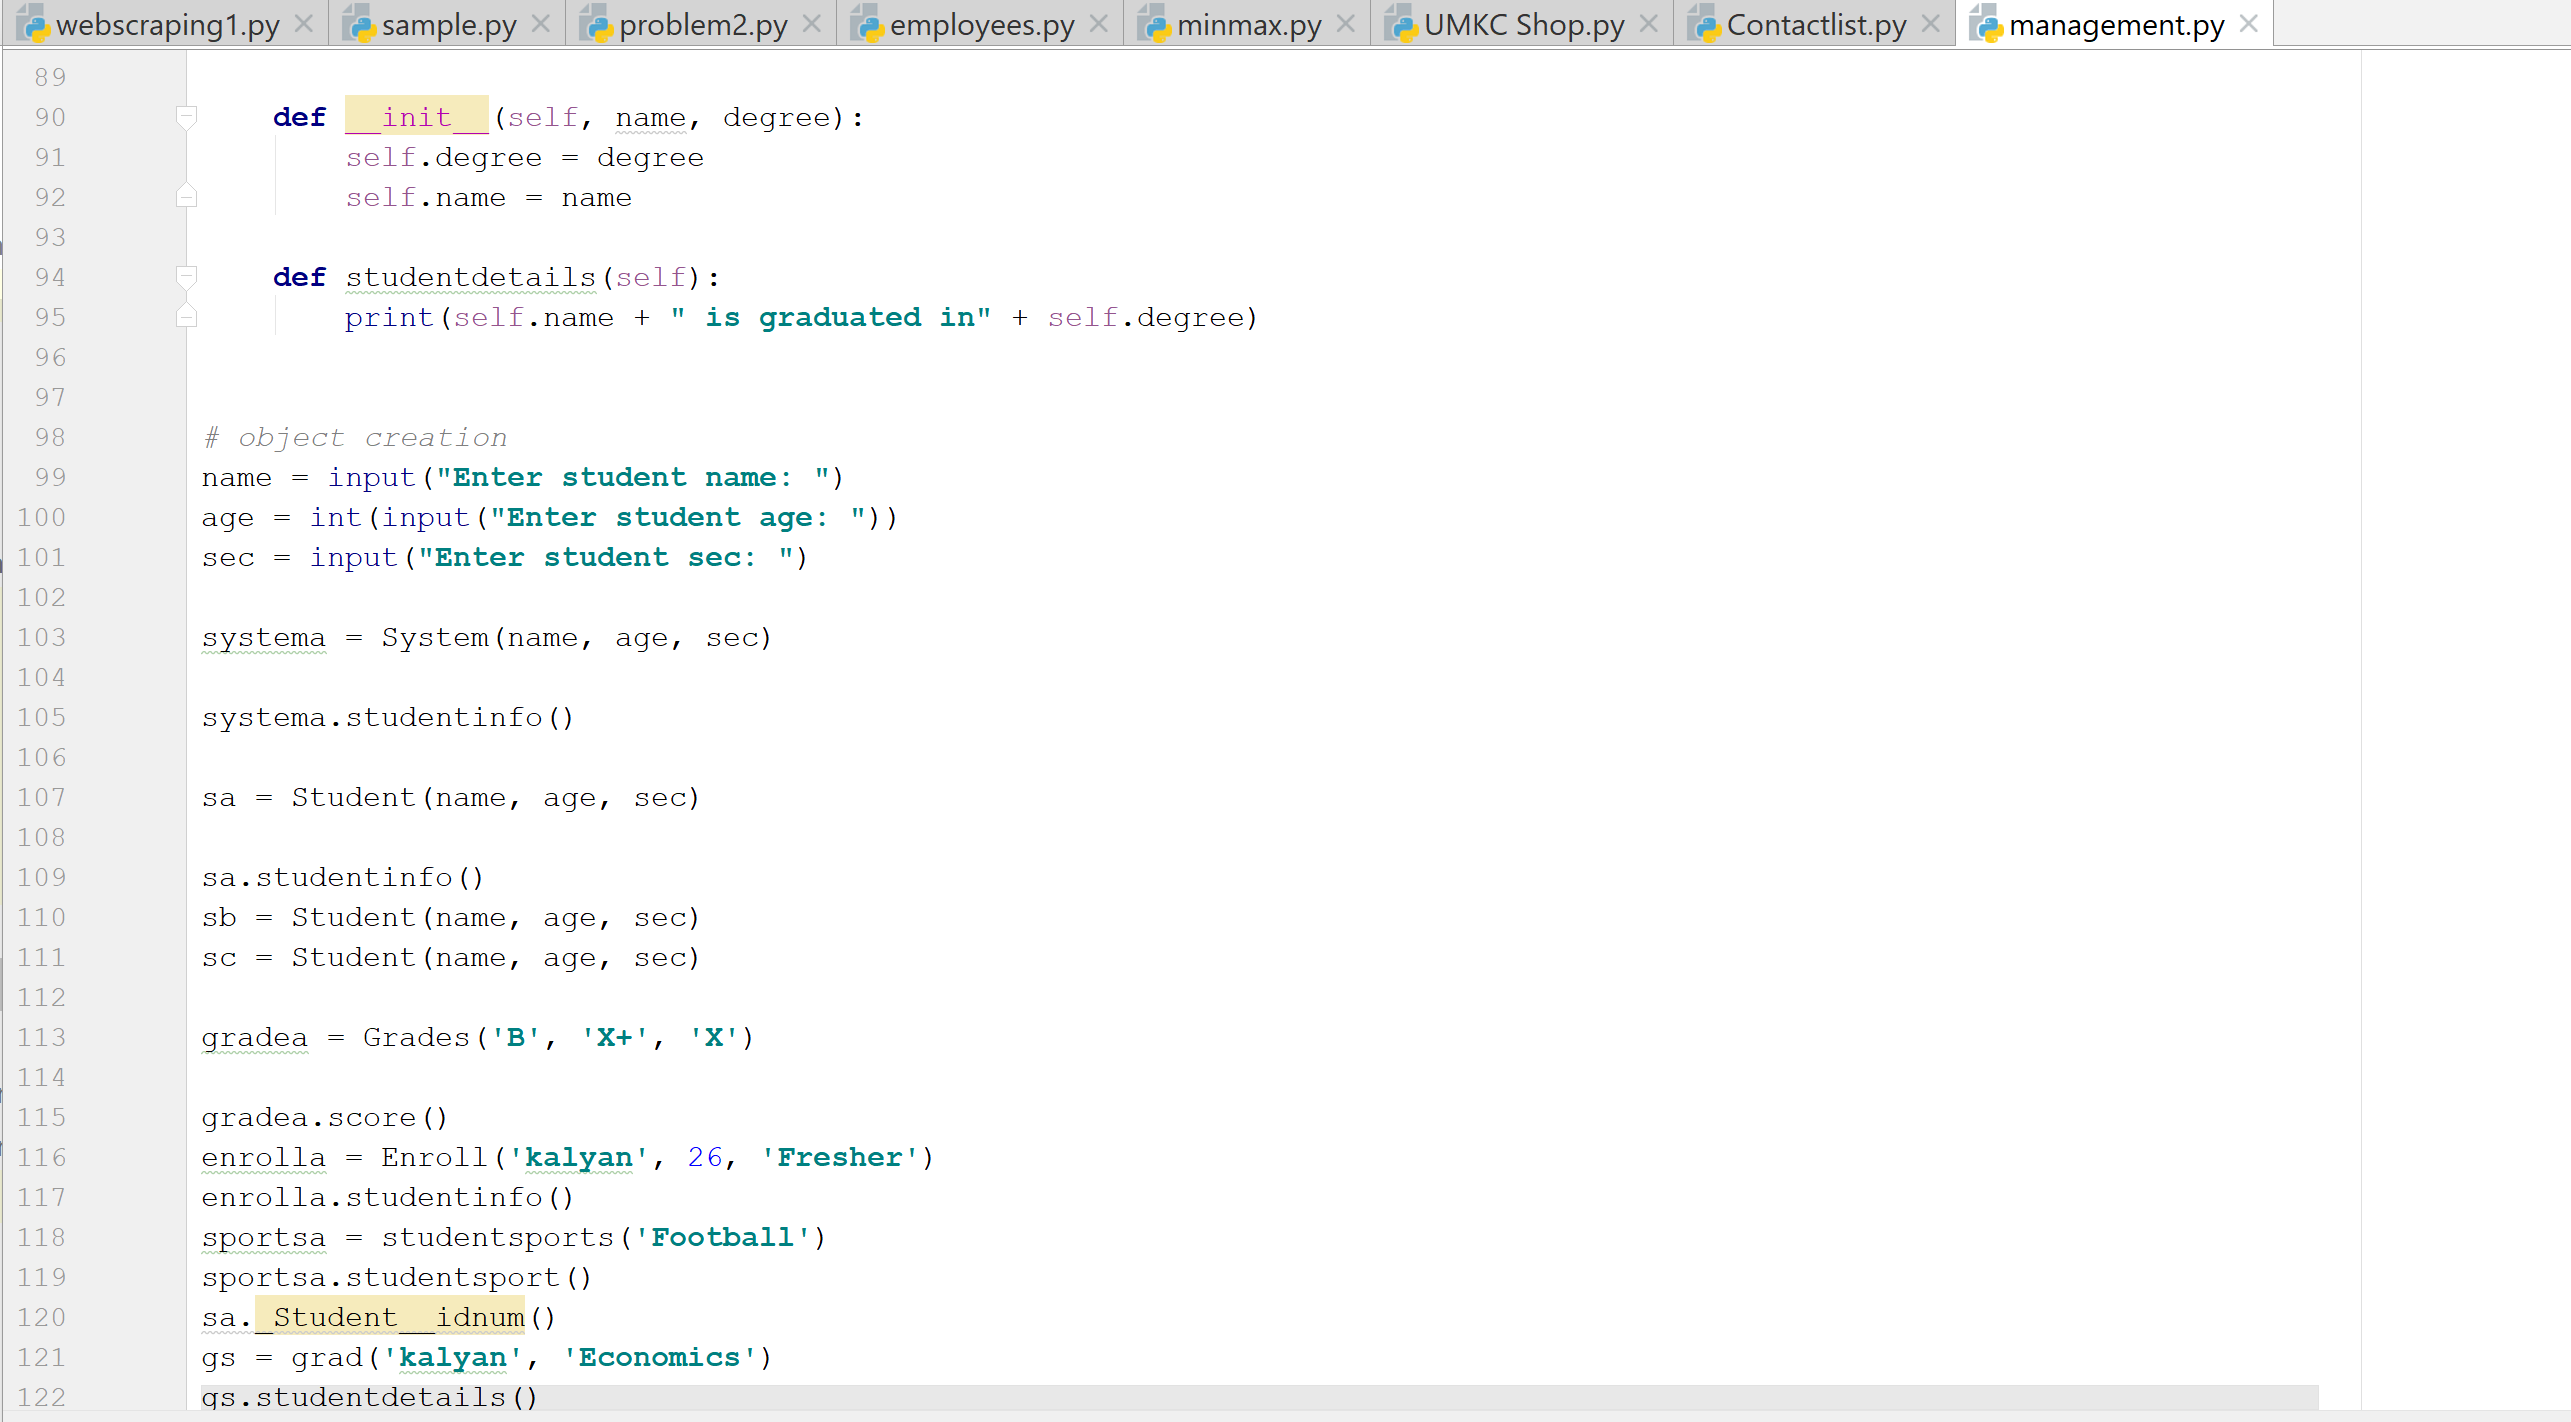 webscraping1.py sample.py problem2.py employees.py minmax.py UMKC Shop.py Contactlist.py management.py
89
90 def __init__(self, name, degree):
91 self.degree = degree
92 self.name = name
93
94 def studentdetails(self):
95 print(self.name + " is graduated in" + self.degree)
96
97
98 # object creation
99 name = input("Enter student name: ")
100 age = int(input("Enter student age: "))
101 sec = input("Enter student sec: ")
102
103 systema = System(name, age, sec)
104
105 systema.studentinfo()
106
107 sa = Student(name, age, sec)
108
109 sa.studentinfo()
110 sb = Student(name, age, sec)
111 sc = Student(name, age, sec)
112
113 gradea = Grades('B', 'X+', 'X')
114
115 gradea.score()
116 enrolla = Enroll('kalyan', 26, 'Fresher')
117 enrolla.studentinfo()
118 sportsa = studentsports('Football')
119 sportsa.studentsport()
120 sa._Student__idnum()
121 gs = grad('kalyan', 'Economics')
122 gs.studentdetails()